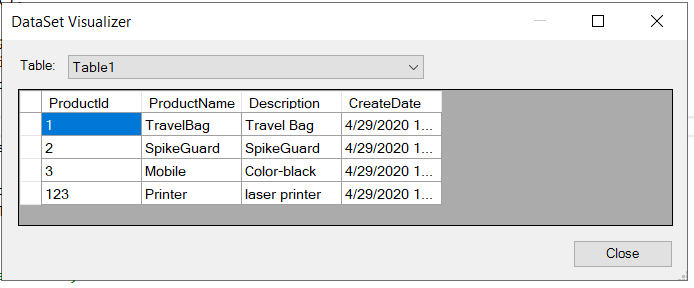 DataSet Visualizer
Table: Table1
ProductId ProductName Description CreateDate
1 TravelBag Travel Bag 4/29/2020 1...
2 SpikeGuard SpikeGuard 4/29/2020 1...
3 Mobile Color-black 4/29/2020 1...
123 Printer laser printer 4/29/2020 1...
Close